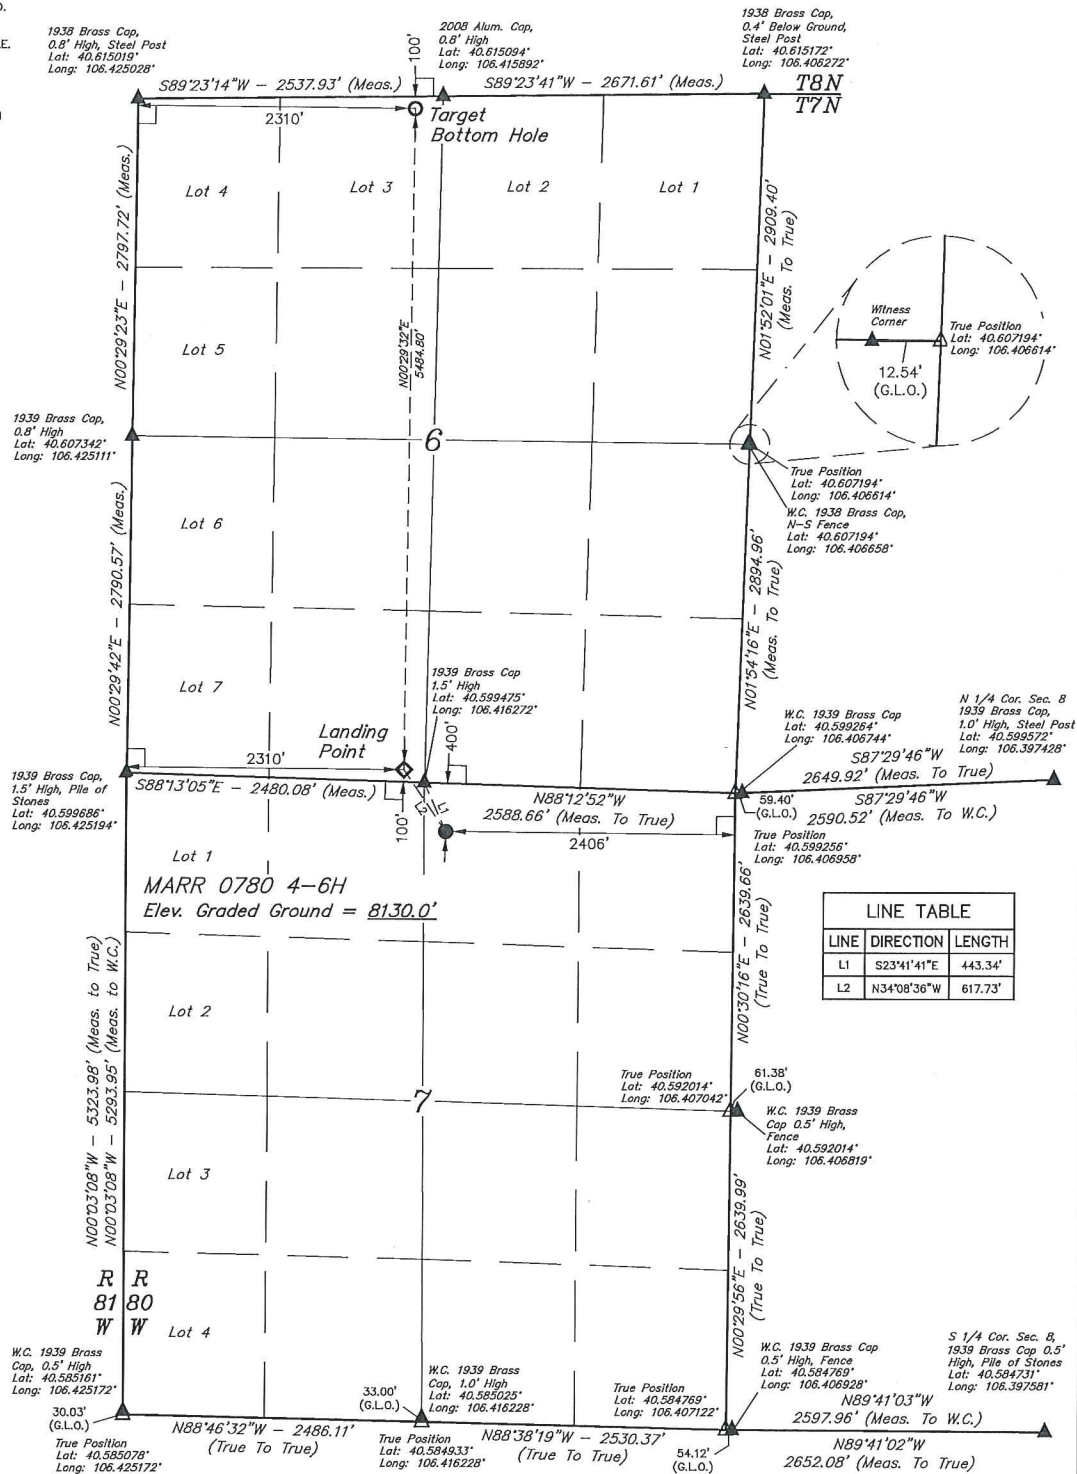 1938 Brass Cap,
0.8' High, Steel Post
Lat: 40.615019°
Long: 106.425028°
2008 Alum. Cap,
0.8' High
Lat: 40.615094°
Long: 106.415892°
1938 Brass Cap,
0.4' Below Ground,
Steel Post
Lat: 40.615172°
Long: 106.406272°
100'
S89°23'14"W - 2537.93' (Meas.)
S89°23'41"W - 2671.61' (Meas.)
T8N
T7N
2310'
Target
Bottom Hole
Lot 4
Lot 3
Lot 2
Lot 1
N00°29'23"E - 2797.72' (Meas.)
N01°52'01"E - 2909.40'
(Meas. To True)
Witness
Corner
True Position
Lat: 40.607194°
Long: 106.406614°
12.54'
(G.L.O.)
Lot 5
N00°29'32"E
5484.80'
1939 Brass Cap,
0.8' High
Lat: 40.607342°
Long: 106.425111°
6
True Position
Lat: 40.607194°
Long: 106.406614°
W.C. 1938 Brass Cap,
N-S Fence
Lat: 40.607194°
Long: 106.406658°
Lot 6
N00°29'42"E - 2790.57' (Meas.)
N01°54'16"E - 2894.96'
(Meas. To True)
Lot 7
1939 Brass Cap
1.5' High
Lat: 40.599475°
Long: 106.416272°
W.C. 1939 Brass Cap
Lat: 40.599264°
Long: 106.406744°
N 1/4 Cor. Sec. 8
1939 Brass Cap,
1.0' High, Steel Post
Lat: 40.599572°
Long: 106.397428°
Landing
Point
400'
2310'
S87°29'46"W
2649.92' (Meas. To True)
1939 Brass Cap,
1.5' High, Pile of
Stones
Lat: 40.599686°
Long: 106.425194°
S88°13'05"E - 2480.08' (Meas.)
N88°12'52"W
2588.66' (Meas. To True)
59.40'
(G.L.O.)
S87°29'46"W
2590.52' (Meas. To W.C.)
100'
L2
L1
2406'
True Position
Lat: 40.599256°
Long: 106.406958°
Lot 1
MARR 0780 4-6H
Elev. Graded Ground = 8130.0'
LINE TABLE
LINE DIRECTION LENGTH
L1 S23°41'41"E 443.34'
L2 N34°08'36"W 617.73'
N00°30'16"E - 2639.66'
(True To True)
N00°03'08"W - 5323.98' (Meas. to True)
N00°03'08"W - 5293.95' (Meas. to W.C.)
Lot 2
7
True Position
Lat: 40.592014°
Long: 106.407042°
61.38'
(G.L.O.)
W.C. 1939 Brass
Cap 0.5' High,
Fence
Lat: 40.592014°
Long: 106.406819°
Lot 3
N00°29'56"E - 2639.99'
(True To True)
R R
81 80
W W
Lot 4
W.C. 1939 Brass
Cap, 0.5' High
Lat: 40.585161°
Long: 106.425172°
30.03'
(G.L.O.)
True Position
Lat: 40.585078°
Long: 106.425172°
N88°46'32"W - 2486.11'
(True To True)
33.00'
(G.L.O.)
W.C. 1939 Brass
Cap, 1.0' High
Lat: 40.585025°
Long: 106.416228°
True Position
Lat: 40.584933°
Long: 106.416228°
N88°38'19"W - 2530.37'
(True To True)
True Position
Lat: 40.584769°
Long: 106.407122°
W.C. 1939 Brass Cap
0.5' High, Fence
Lat: 40.584769°
Long: 106.406928°
54.12'
(G.L.O.)
S 1/4 Cor. Sec. 8,
1939 Brass Cap 0.5'
High, Pile of Stones
Lat: 40.584731°
Long: 106.397581°
N89°41'03"W
2597.96' (Meas. To W.C.)
N89°41'02"W
2652.08' (Meas. To True)